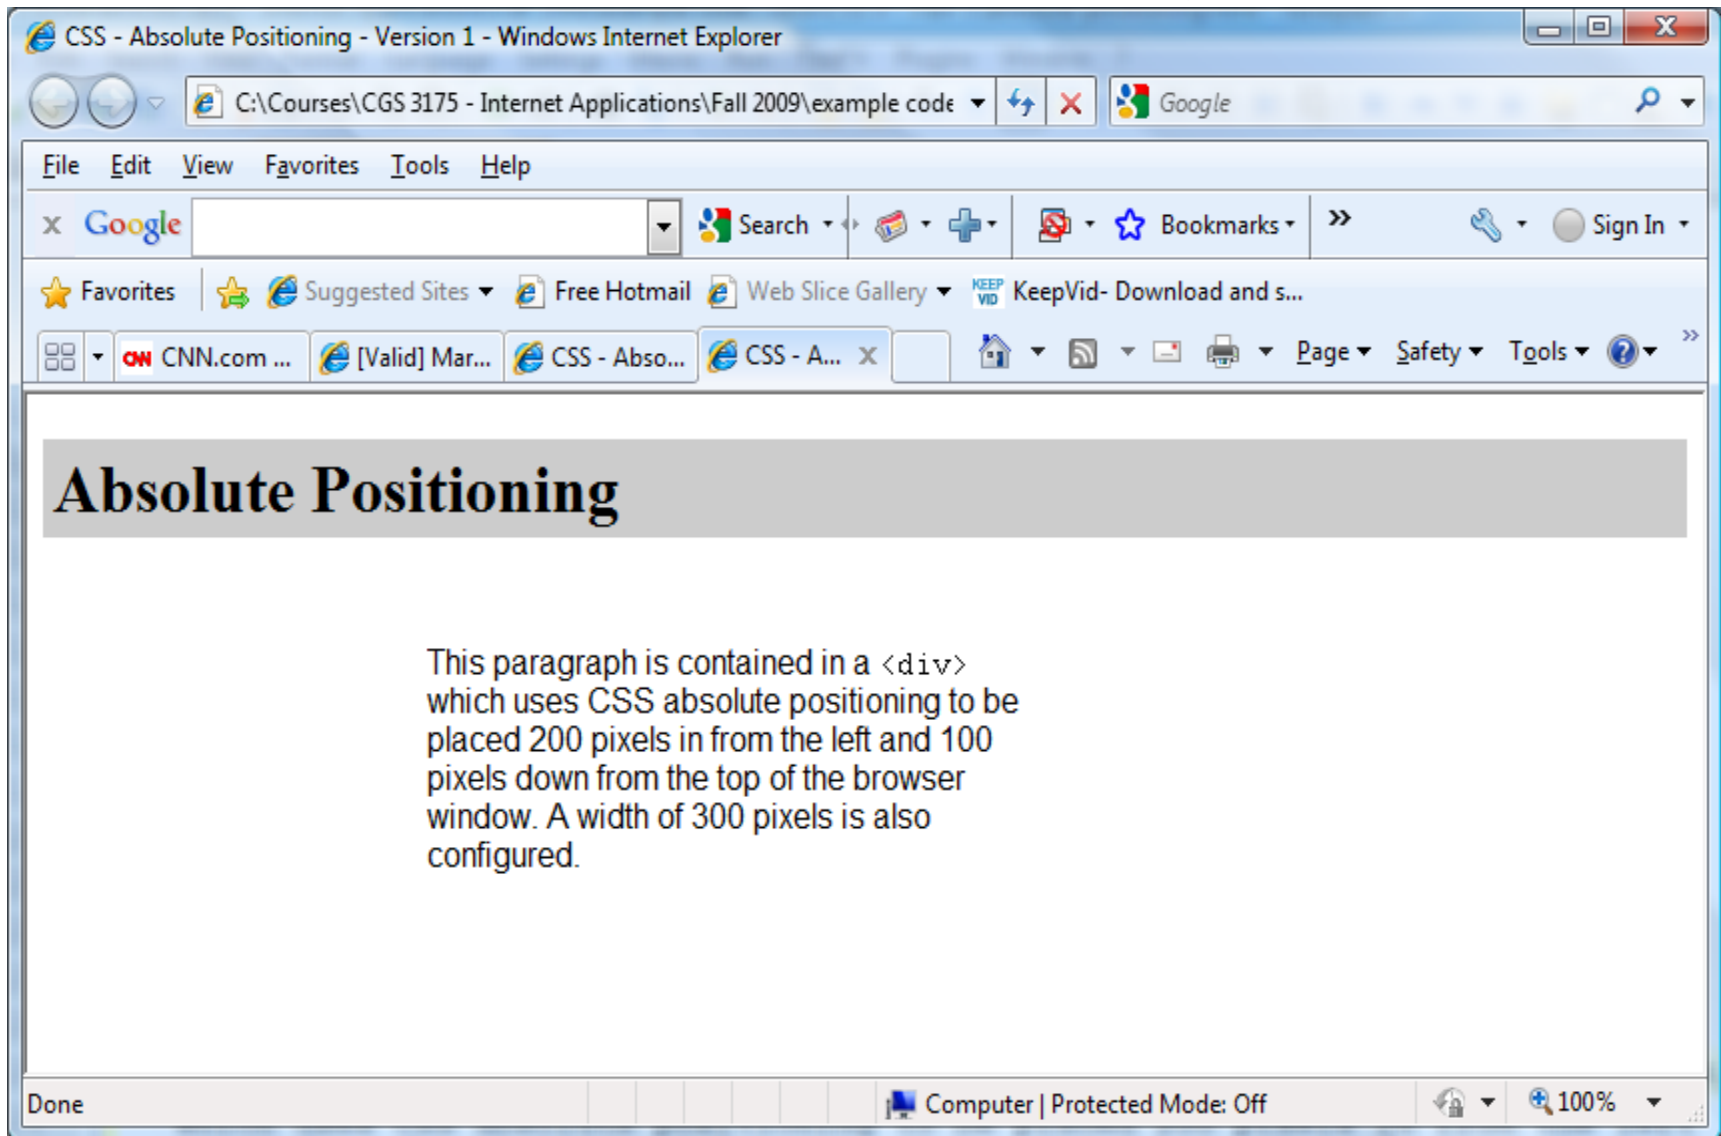 CSS - Absolute Positioning - Version 1 - Windows Internet Explorer
C:\Courses\CGS 3175 - Internet Applications\Fall 2009\example code
Google
File Edit View Favorites Tools Help
x Google Search Bookmarks >> Sign In
Favorites Suggested Sites Free Hotmail Web Slice Gallery KEEP VID KeepVid- Download and s...
CNN CNN.com ... [Valid] Mar... CSS - Abso... CSS - A... x Page Safety Tools >>
Absolute Positioning
This paragraph is contained in a <div>
which uses CSS absolute positioning to be
placed 200 pixels in from the left and 100
pixels down from the top of the browser
window. A width of 300 pixels is also
configured.
Done Computer | Protected Mode: Off 100%